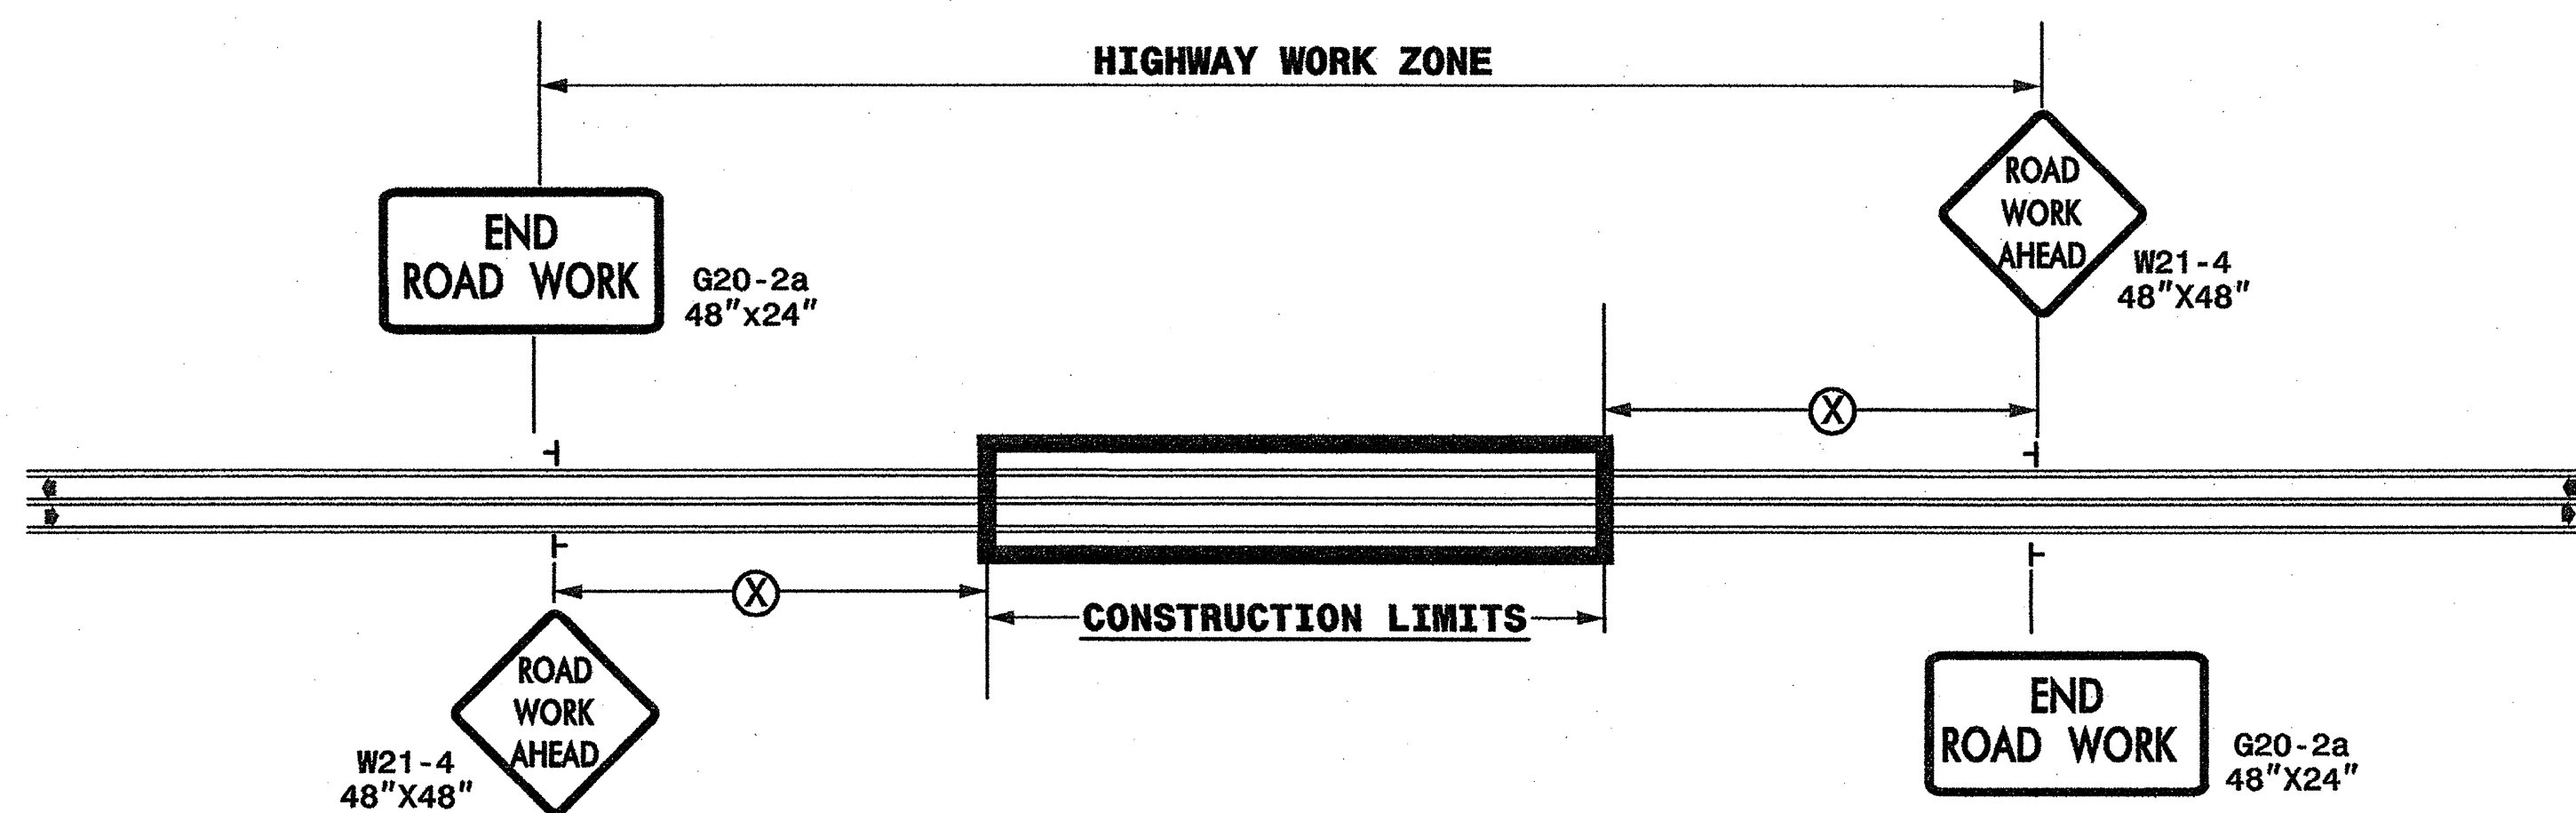 HIGHWAY WORK ZONE
END
ROAD WORK
G20-2a
48"x24"
ROAD
WORK
AHEAD
W21-4
48"X48"
X
X
CONSTRUCTION LIMITS
ROAD
WORK
AHEAD
W21-4
48"X48"
END
ROAD WORK
G20-2a
48"X24"